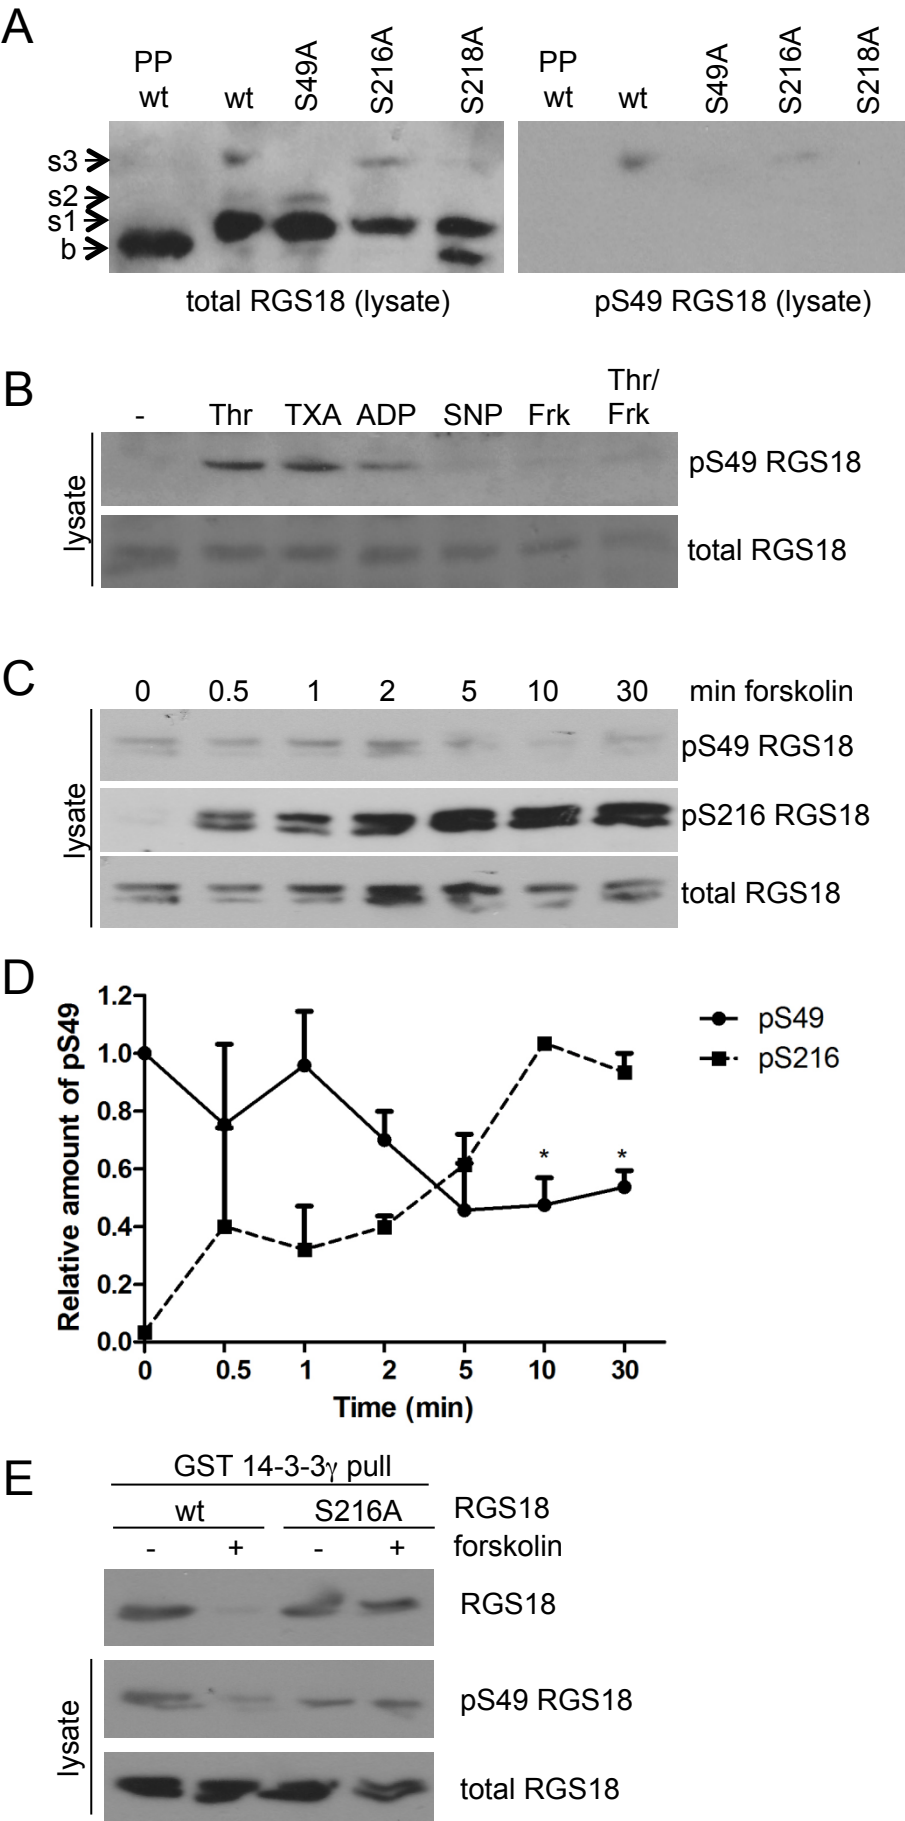 A
PP
wt
wt
S49A
S216A
S218A
PP
wt
wt
S49A
S216A
S218A
s3
s2
s1
b
total RGS18 (lysate)
pS49 RGS18 (lysate)
B
- Thr TXA ADP SNP Frk Thr/
Frk
lysate
pS49 RGS18
total RGS18
C
0 0.5 1 2 5 10 30 min forskolin
lysate
pS49 RGS18
pS216 RGS18
total RGS18
D
Relative amount of pS49
1.2
1.0
0.8
0.6
0.4
0.2
0.0
* *
0 0.5 1 2 5 10 30
Time (min)
pS49
pS216
E
GST 14-3-3γ pull
wt S216A RGS18
- + - + forskolin
RGS18
lysate
pS49 RGS18
total RGS18